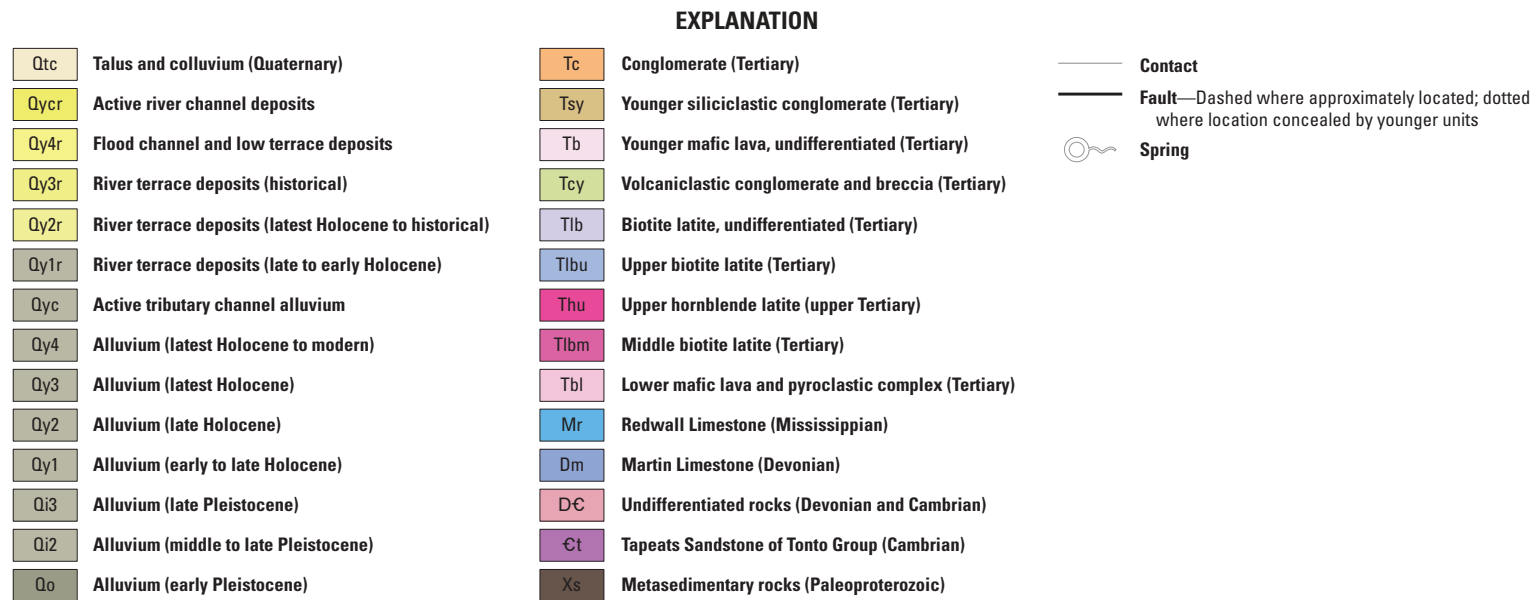 EXPLANATION
Qtc Talus and colluvium (Quaternary)
Qycr Active river channel deposits
Qy4r Flood channel and low terrace deposits
Qy3r River terrace deposits (historical)
Qy2r River terrace deposits (latest Holocene to historical)
Qy1r River terrace deposits (late to early Holocene)
Qyc Active tributary channel alluvium
Qy4 Alluvium (latest Holocene to modern)
Qy3 Alluvium (latest Holocene)
Qy2 Alluvium (late Holocene)
Qy1 Alluvium (early to late Holocene)
Qi3 Alluvium (late Pleistocene)
Qi2 Alluvium (middle to late Pleistocene)
Qo Alluvium (early Pleistocene)
Tc Conglomerate (Tertiary)
Tsy Younger siliciclastic conglomerate (Tertiary)
Tb Younger mafic lava, undifferentiated (Tertiary)
Tcy Volcaniclastic conglomerate and breccia (Tertiary)
Tlb Biotite latite, undifferentiated (Tertiary)
Tlbu Upper biotite latite (Tertiary)
Thu Upper hornblende latite (upper Tertiary)
Tlbm Middle biotite latite (Tertiary)
Tbl Lower mafic lava and pyroclastic complex (Tertiary)
Mr Redwall Limestone (Mississippian)
Dm Martin Limestone (Devonian)
D€ Undifferentiated rocks (Devonian and Cambrian)
€t Tapeats Sandstone of Tonto Group (Cambrian)
Xs Metasedimentary rocks (Paleoproterozoic)
Contact
Fault—Dashed where approximately located; dotted
where location concealed by younger units
Spring